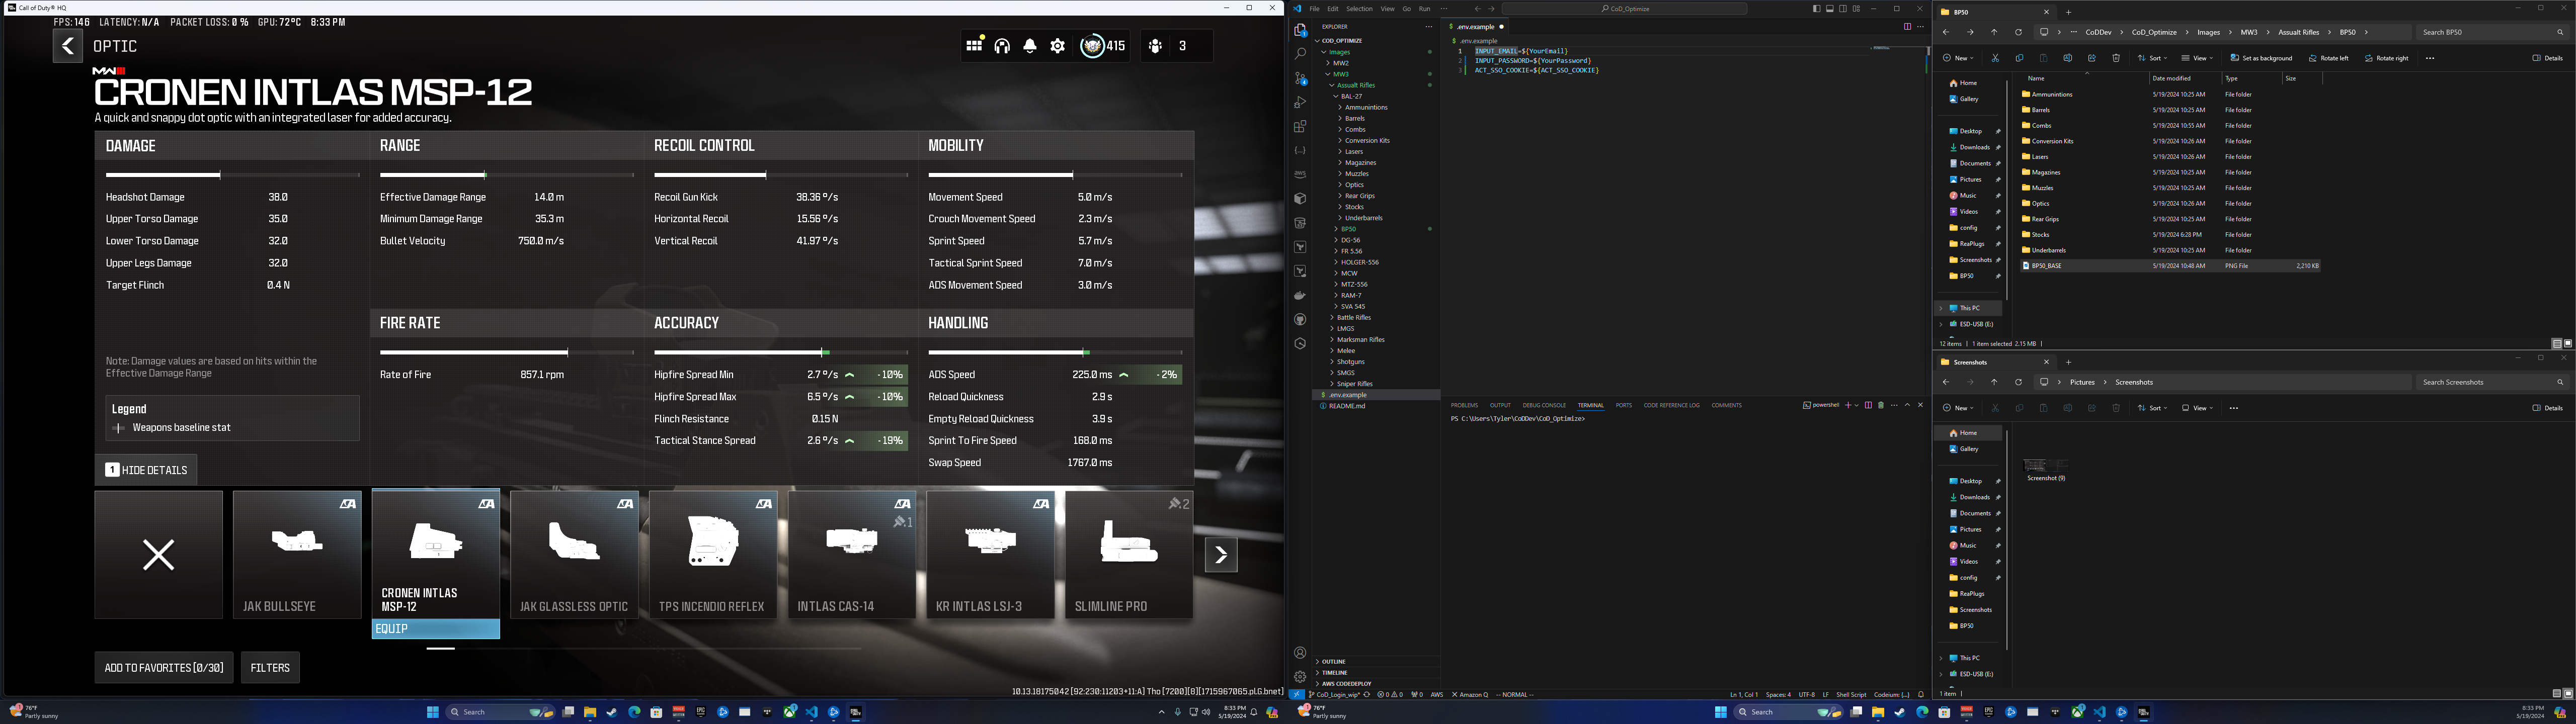 Call of Duty® HQ
FPS: 146 LATENCY: N/A PACKET LOSS: 0 % GPU: 72°C 8:33 PM
OPTIC
415
3
MWIII
CRONEN INTLAS MSP-12
A quick and snappy dot optic with an integrated laser for added accuracy.
DAMAGE
Headshot Damage 38.0
Upper Torso Damage 35.0
Lower Torso Damage 32.0
Upper Legs Damage 32.0
Target Flinch 0.4 N
Note: Damage values are based on hits within the
Effective Damage Range
Legend
Weapons baseline stat
1 HIDE DETAILS
RANGE
Effective Damage Range 14.0 m
Minimum Damage Range 35.3 m
Bullet Velocity 750.0 m/s
RECOIL CONTROL
Recoil Gun Kick 38.36 °/s
Horizontal Recoil 15.56 °/s
Vertical Recoil 41.97 °/s
MOBILITY
Movement Speed 5.0 m/s
Crouch Movement Speed 2.3 m/s
Sprint Speed 5.7 m/s
Tactical Sprint Speed 7.0 m/s
ADS Movement Speed 3.0 m/s
FIRE RATE
Rate of Fire 857.1 rpm
ACCURACY
Hipfire Spread Min 2.7 °/s -10%
Hipfire Spread Max 6.5 °/s -10%
Flinch Resistance 0.15 N
Tactical Stance Spread 2.6 °/s -19%
HANDLING
ADS Speed 225.0 ms -2%
Reload Quickness 2.9 s
Empty Reload Quickness 3.9 s
Sprint To Fire Speed 168.0 ms
Swap Speed 1767.0 ms
JAK BULLSEYE
CRONEN INTLAS
MSP-12
EQUIP
JAK GLASSLESS OPTIC
TPS INCENDIO REFLEX
.1
INTLAS CAS-14
KR INTLAS LSJ-3
.2
SLIMLINE PRO
ADD TO FAVORITES [0/30]
FILTERS
10.13.18175042 [92:230:11203+11:A] Tho [7200][8][1715967065.pl.G.bnet]
76°F
Partly sunny
Search
8:33 PM
5/19/2024
File Edit Selection View Go Run ···
CoD_Optimize
EXPLORER
COD_OPTIMIZE
Images
MW2
MW3
Assualt Rifles
BAL-27
Ammunintions
Barrels
Combs
Conversion Kits
Lasers
Magazines
Muzzles
Optics
Rear Grips
Stocks
Underbarrels
BP50
DG-56
FR 5.56
HOLGER-556
MCW
MTZ-556
RAM-7
SVA 545
Battle Rifles
LMGS
Marksman Rifles
Melee
Shotguns
SMGS
Sniper Rifles
.env.example
README.md
OUTLINE
TIMELINE
AWS CODEDEPLOY
.env.example
.env.example
1 INPUT_EMAIL=${YourEmail}
2 INPUT_PASSWORD=${YourPassword}
3 ACT_SSO_COOKIE=${ACT_SSO_COOKIE}
PROBLEMS OUTPUT DEBUG CONSOLE TERMINAL PORTS CODE REFERENCE LOG COMMENTS
powershell
PS C:\Users\Tyler\CoDDev\CoD_Optimize>
CoD_Login_wip* 0 0 0 AWS Amazon Q -- NORMAL --
Ln 1, Col 1 Spaces: 4 UTF-8 LF Shell Script Codeium: {...}
76°F
Partly sunny
Search
8:33 PM
5/19/2024
BP50
CoDDev > CoD_Optimize > Images > MW3 > Assualt Rifles > BP50 >
Search BP50
New
Sort
View
Set as background
Rotate left
Rotate right
Details
Home
Gallery
Desktop
Downloads
Documents
Pictures
Music
Videos
config
ReaPlugs
Screenshots
BP50
This PC
ESD-USB (E:)
Name Date modified Type Size
Ammunintions 5/19/2024 10:25 AM File folder
Barrels 5/19/2024 10:25 AM File folder
Combs 5/19/2024 10:55 AM File folder
Conversion Kits 5/19/2024 10:26 AM File folder
Lasers 5/19/2024 10:26 AM File folder
Magazines 5/19/2024 10:25 AM File folder
Muzzles 5/19/2024 10:25 AM File folder
Optics 5/19/2024 10:26 AM File folder
Rear Grips 5/19/2024 10:25 AM File folder
Stocks 5/19/2024 6:28 PM File folder
Underbarrels 5/19/2024 10:25 AM File folder
BP50_BASE 5/19/2024 10:48 AM PNG File 2,210 KB
12 items 1 item selected 2.15 MB
Screenshots
Pictures > Screenshots
Search Screenshots
New
Sort
View
Details
Home
Gallery
Desktop
Downloads
Documents
Pictures
Music
Videos
config
ReaPlugs
Screenshots
BP50
This PC
ESD-USB (E:)
Screenshot (9)
1 item